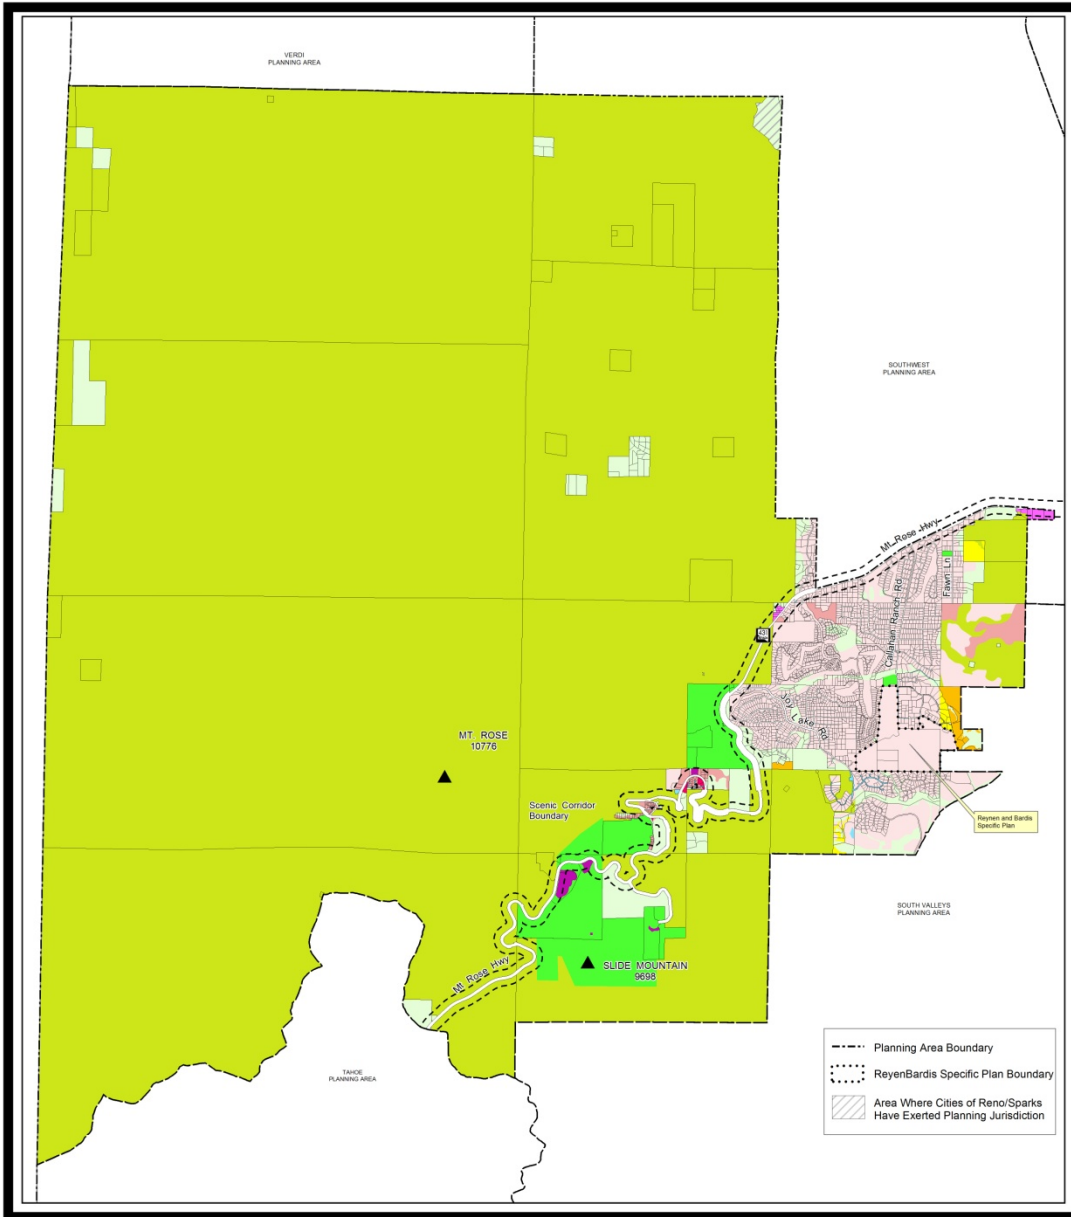 VERDI
PLANNING AREA
SOUTHWEST
PLANNING AREA
Mt Rose Hwy
Fawn Ln
Callahan Ranch Rd
431
Joy Lake Rd
MT. ROSE
10776
Scenic Corridor
Boundary
Reynen and Bardis
Specific Plan
SOUTH VALLEYS
PLANNING AREA
Mt Rose Hwy
SLIDE MOUNTAIN
9698
TAHOE
PLANNING AREA
Planning Area Boundary
ReyenBardis Specific Plan Boundary
Area Where Cities of Reno/Sparks
Have Exerted Planning Jurisdiction